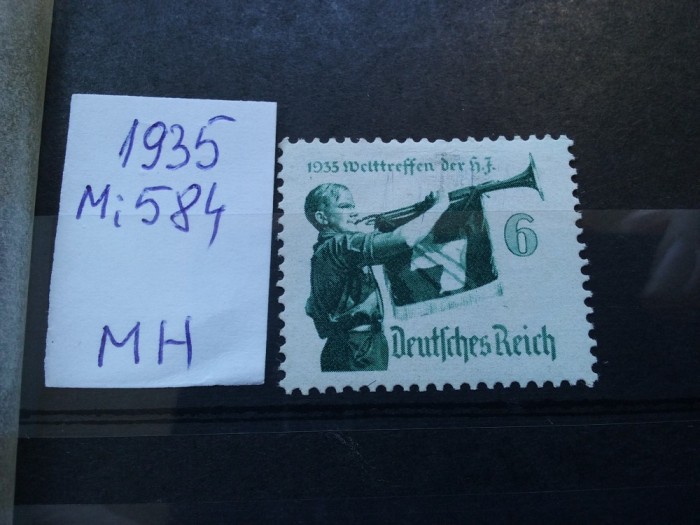 1935
Mi 584
MH
1935 Welttreffen der H.J.
6
Deutsches Reich